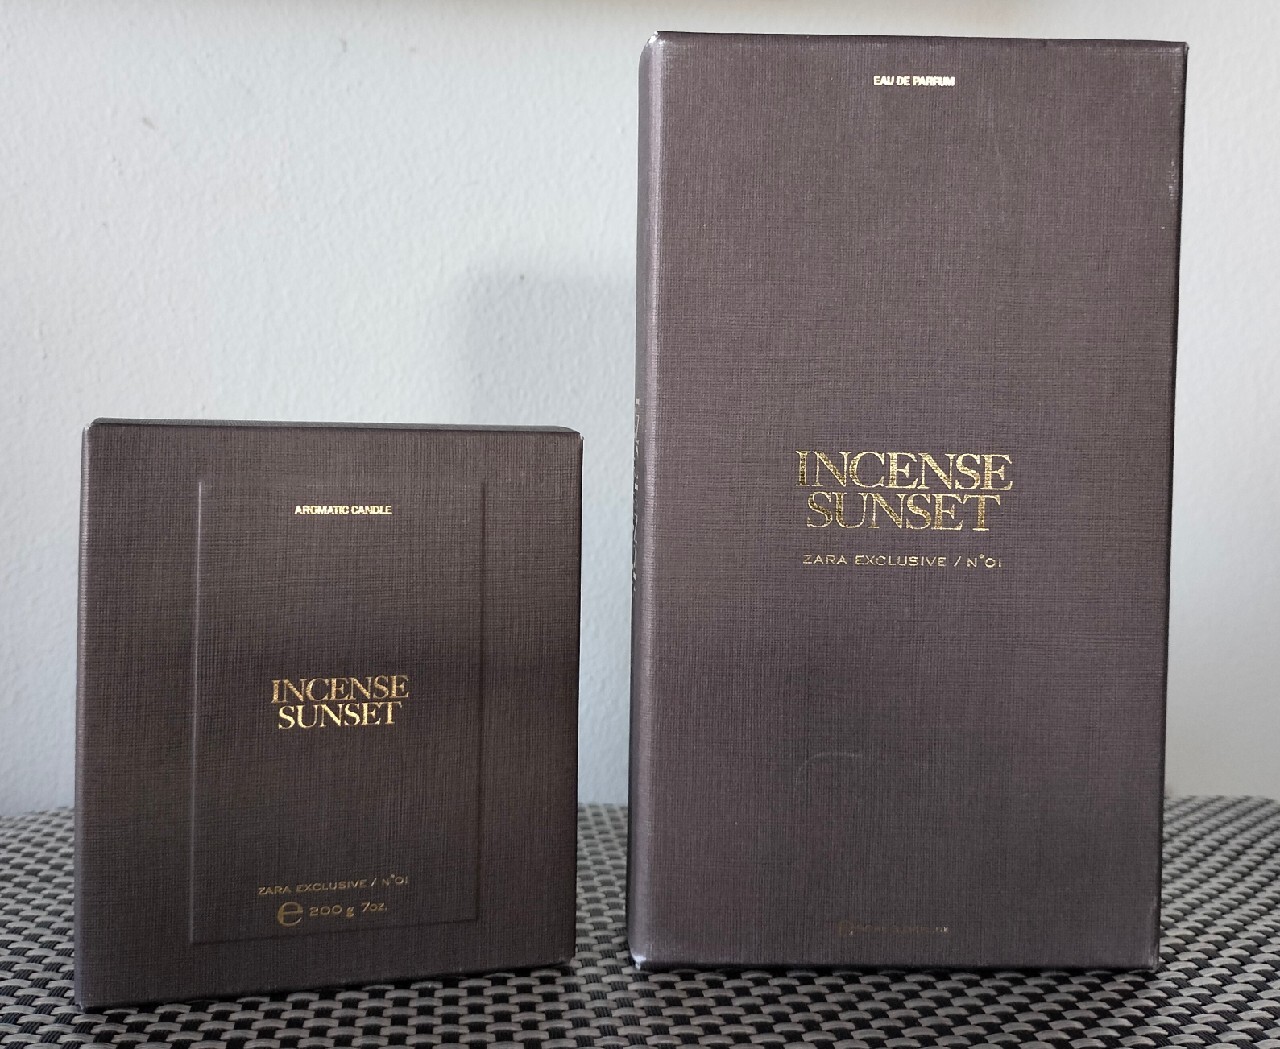 AROMATIC CANDLE
INCENSE
SUNSET
ZARA EXCLUSIVE / N°01
e 200 g 7oz.
EAU DE PARFUM
INCENSE
SUNSET
ZARA EXCLUSIVE / N°01